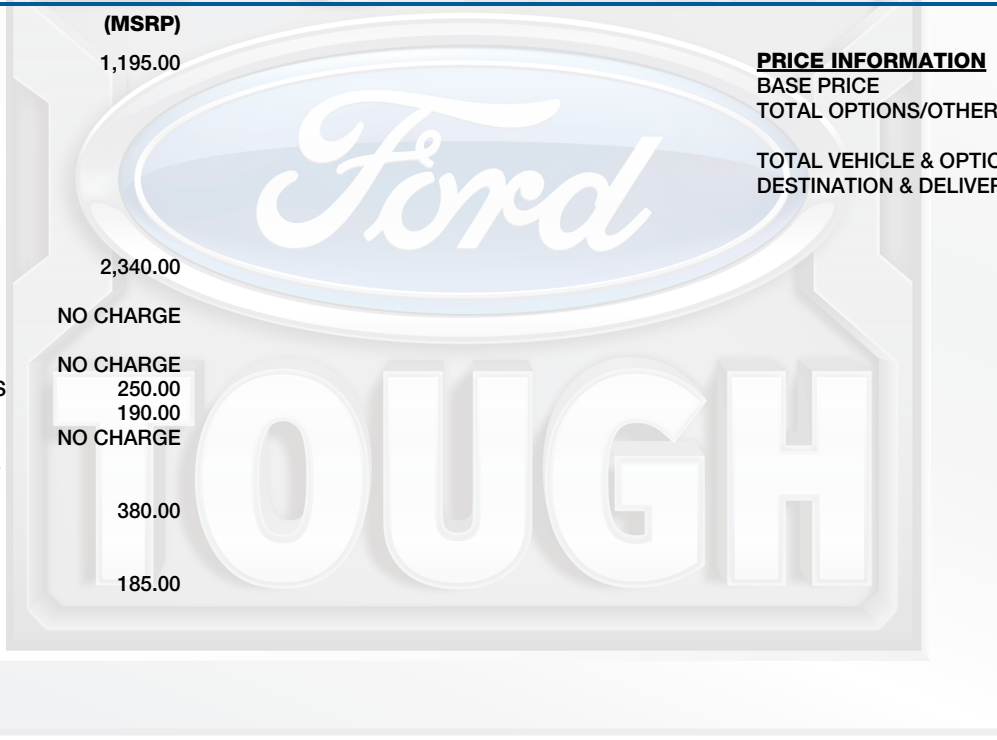 (MSRP)
1,195.00
2,340.00
NO CHARGE
NO CHARGE
S
250.00
190.00
NO CHARGE
380.00
185.00
PRICE INFORMATION
BASE PRICE
TOTAL OPTIONS/OTHER
TOTAL VEHICLE & OPTIO
DESTINATION & DELIVER
Ford
TOUGH